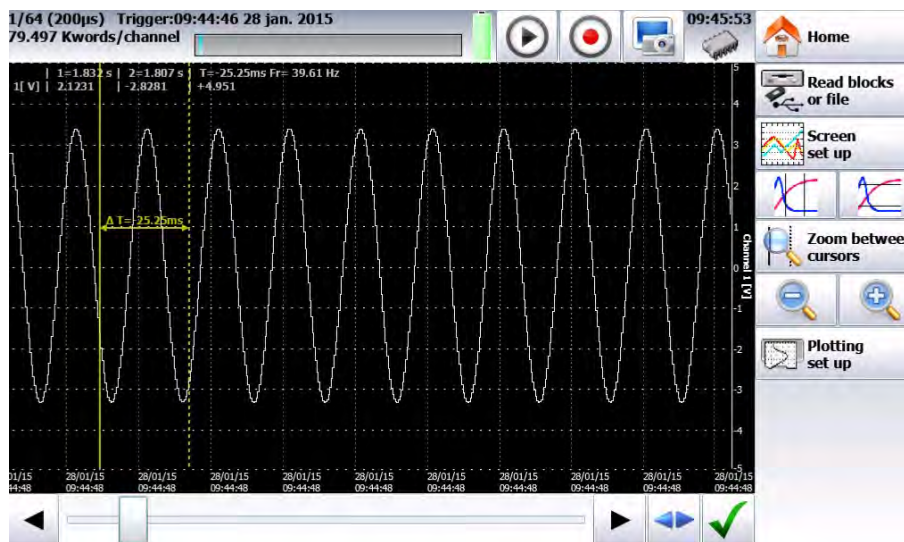 1/64 (200µs) Trigger:09:44:46 28 jan. 2015
79.497 Kwords/channel
09:45:53
Home
| 1=1.832 s | 2=1.807 s | T=-25.25ms Fr= 39.61 Hz
1[ V] | 2.1231 | -2.8281 | +4.951
Read blocks
or file
Screen
set up
Zoom betwee
cursors
Plotting
set up
Δ T=-25.25ms
5
4
3
2
1
0
-1
-2
-3
-4
-5
Channel 1 [V]
01/15 28/01/15 28/01/15 28/01/15 28/01/15 28/01/15 28/01/15 28/01/15 28/01/15 28/01/15 28/01/15
44:48 09:44:48 09:44:48 09:44:48 09:44:48 09:44:48 09:44:48 09:44:48 09:44:48 09:44:48 09:44:48